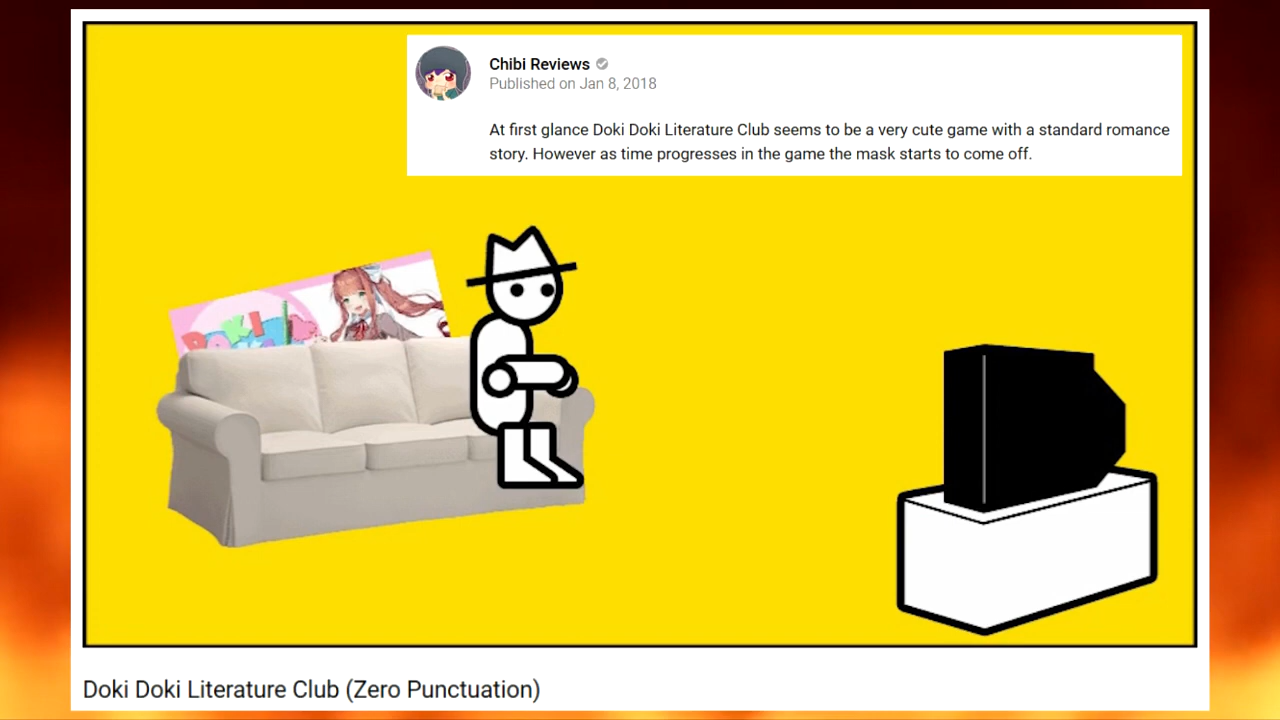 Chibi Reviews
Published on Jan 8, 2018
At first glance Doki Doki Literature Club seems to be a very cute game with a standard romance
story. However as time progresses in the game the mask starts to come off.
DOKI
Doki Doki Literature Club (Zero Punctuation)